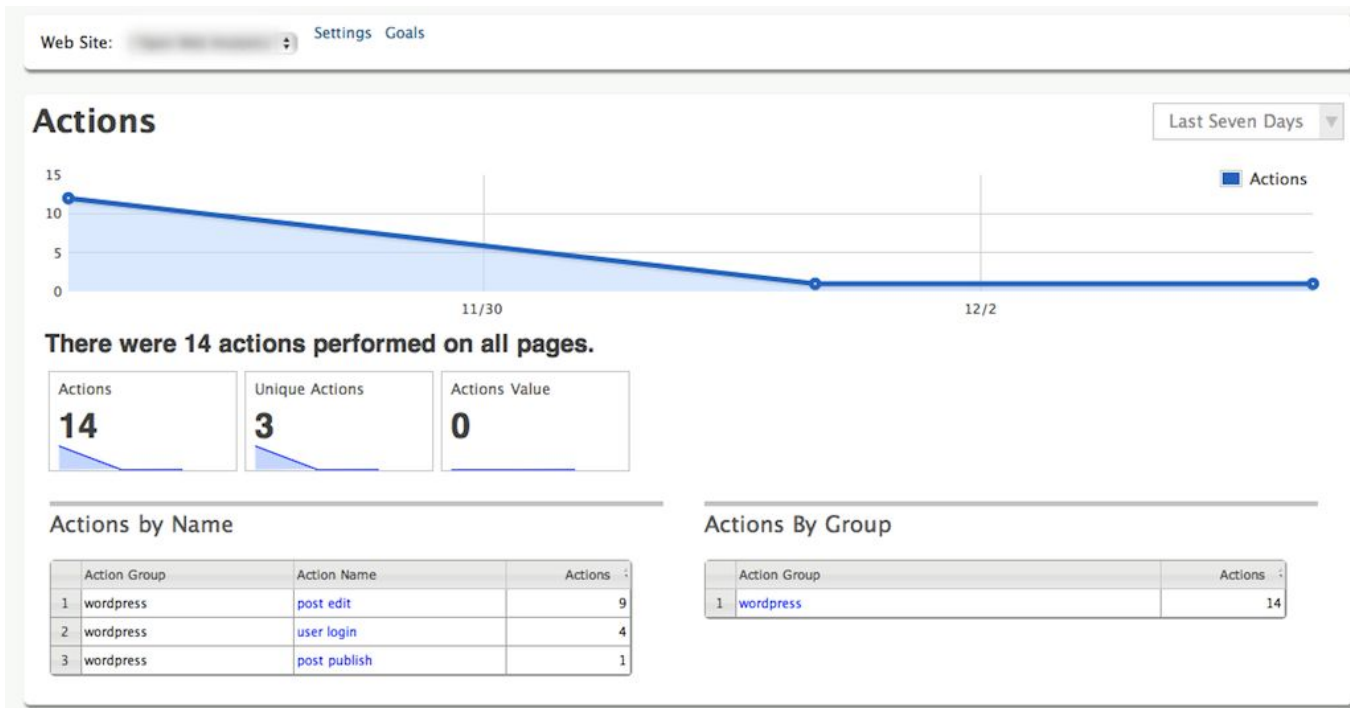 Web Site:
Settings Goals
Actions
Last Seven Days
15
10
5
0
Actions
11/30
12/2
There were 14 actions performed on all pages.
Actions
Unique Actions
Actions Value
14
3
0
Actions by Name
Actions By Group
Action Group Action Name Actions
1 wordpress post edit 9
2 wordpress user login 4
3 wordpress post publish 1
Action Group Actions
1 wordpress 14